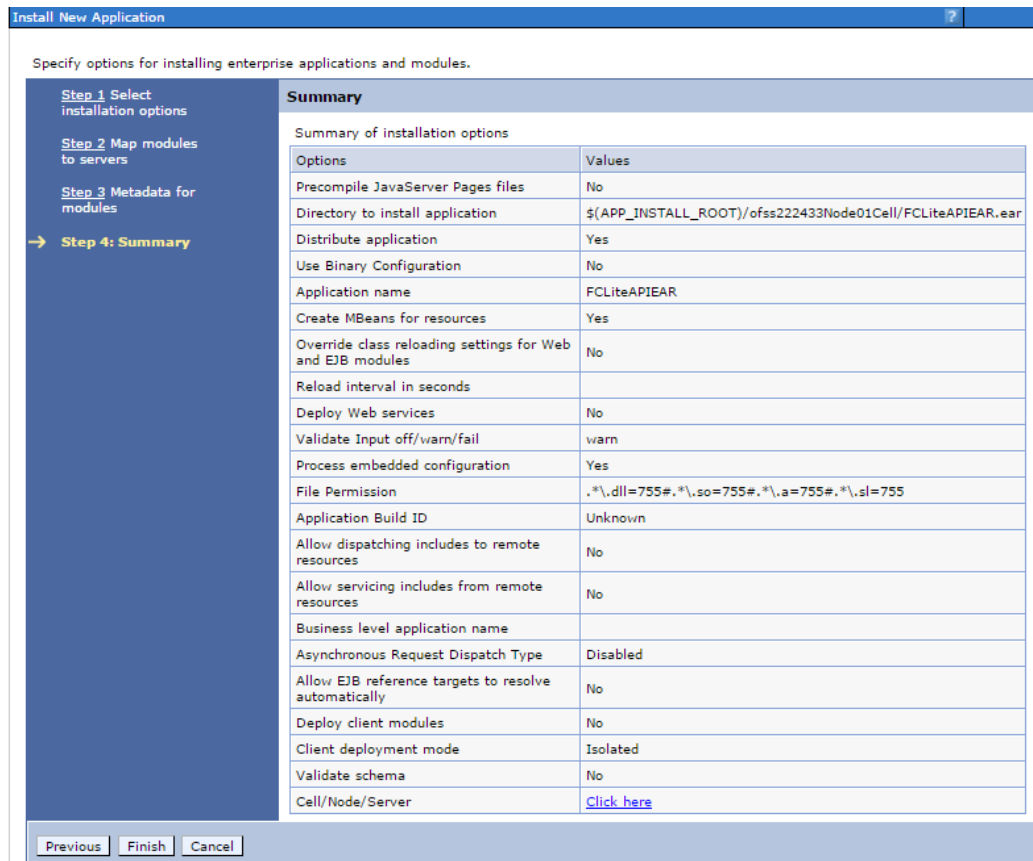 Install New Application ?
Specify options for installing enterprise applications and modules.
Step 1 Select
installation options
Step 2 Map modules
to servers
Step 3 Metadata for
modules
Step 4: Summary
Summary
Summary of installation options
Options Values
Precompile JavaServer Pages files No
Directory to install application $(APP_INSTALL_ROOT)/ofss222433Node01Cell/FCLiteAPIEAR.ear
Distribute application Yes
Use Binary Configuration No
Application name FCLiteAPIEAR
Create MBeans for resources Yes
Override class reloading settings for Web
and EJB modules No
Reload interval in seconds
Deploy Web services No
Validate Input off/warn/fail warn
Process embedded configuration Yes
File Permission .*\.dll=755#.*\.so=755#.*\.a=755#.*\.sl=755
Application Build ID Unknown
Allow dispatching includes to remote
resources No
Allow servicing includes from remote
resources No
Business level application name
Asynchronous Request Dispatch Type Disabled
Allow EJB reference targets to resolve
automatically No
Deploy client modules No
Client deployment mode Isolated
Validate schema No
Cell/Node/Server Click here
Previous Finish Cancel